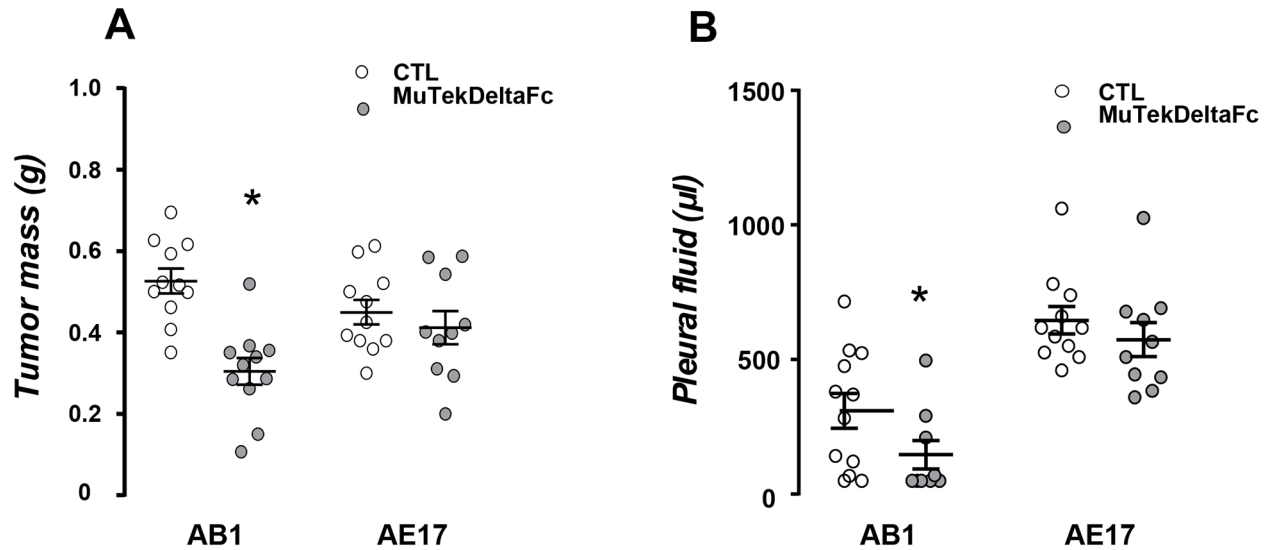 A
CTL
MuTekDeltaFc
1.0
0.8
0.6
0.4
0.2
0
Tumor mass (g)
*
AB1
AE17
B
CTL
MuTekDeltaFc
1500
1000
500
0
Pleural fluid (µl)
*
AB1
AE17